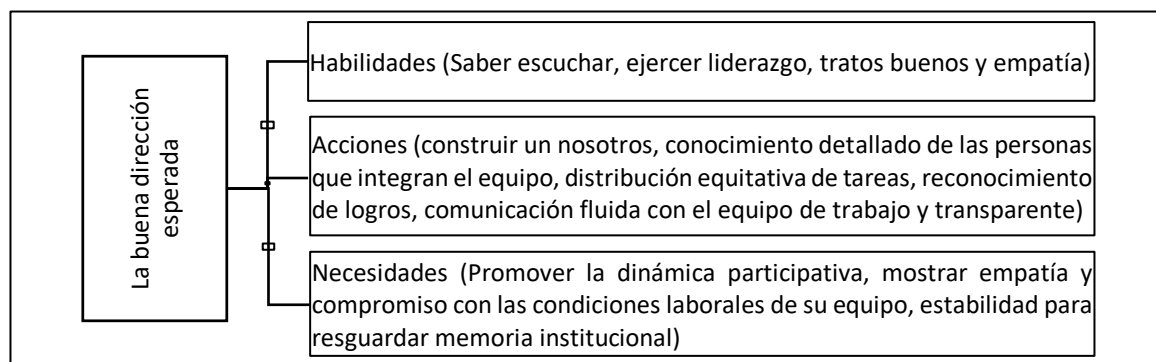 La buena dirección
esperada
Habilidades (Saber escuchar, ejercer liderazgo, tratos buenos y empatía)
Acciones (construir un nosotros, conocimiento detallado de las personas
que integran el equipo, distribución equitativa de tareas, reconocimiento
de logros, comunicación fluida con el equipo de trabajo y transparente)
Necesidades (Promover la dinámica participativa, mostrar empatía y
compromiso con las condiciones laborales de su equipo, estabilidad para
resguardar memoria institucional)